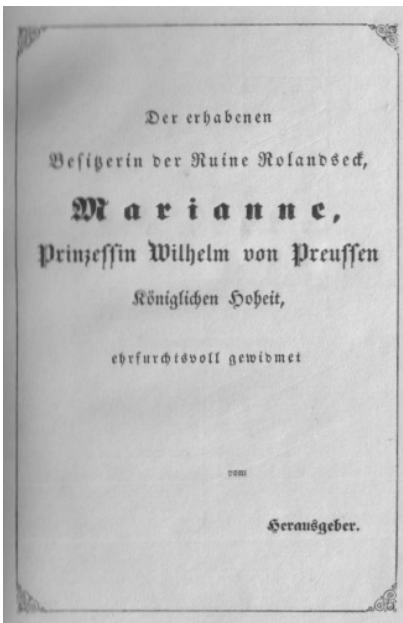 Der erhabenen
Besitzerin der Ruine Rolandseck,
Marianne,
Prinzessin Wilhelm von Preussen
Königlichen Hoheit,
ehrfurchtsvoll gewidmet
vom
Herausgeber.